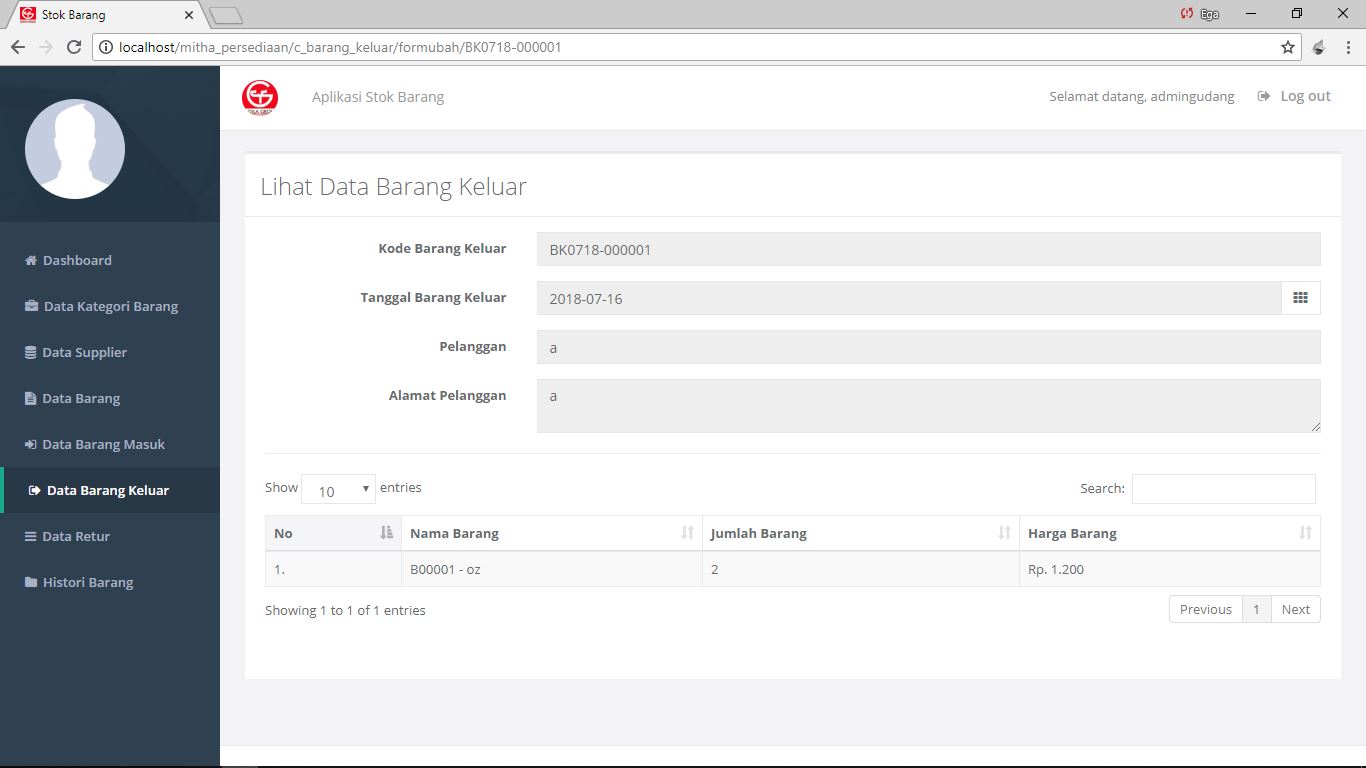 Stok Barang
Ega
localhost/mitha_persediaan/c_barang_keluar/formubah/BK0718-000001
Aplikasi Stok Barang
Selamat datang, admingudang
Log out
Dashboard
Data Kategori Barang
Data Supplier
Data Barang
Data Barang Masuk
Data Barang Keluar
Data Retur
Histori Barang
Lihat Data Barang Keluar
Kode Barang Keluar BK0718-000001
Tanggal Barang Keluar 2018-07-16
Pelanggan a
Alamat Pelanggan a
Show 10 entries Search:
No Nama Barang Jumlah Barang Harga Barang
1. B00001 - oz 2 Rp. 1.200
Showing 1 to 1 of 1 entries
Previous 1 Next